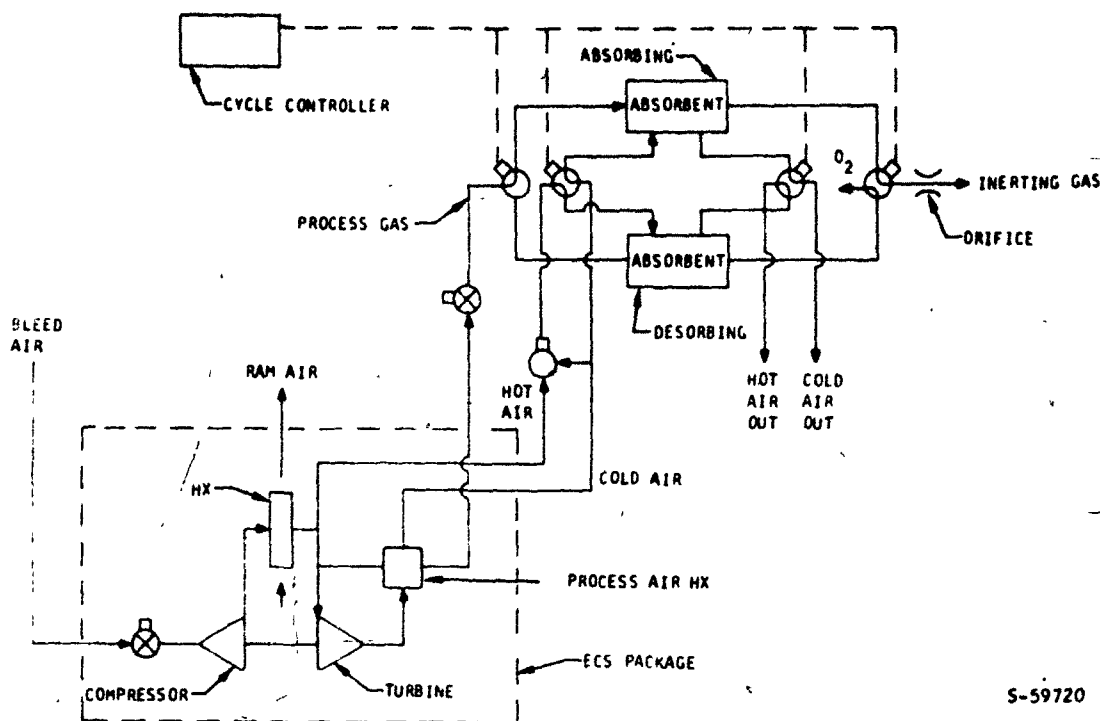 CYCLE CONTROLLER
ABSORBING
ABSORBENT
O2
INERTING GAS
PROCESS GAS
ORIFICE
ABSORBENT
DESORBING
BLEED
AIR
RAM AIR
HOT
AIR
HOT
AIR
OUT
COLD
AIR
OUT
HX
COLD AIR
PROCESS AIR HX
ECS PACKAGE
COMPRESSOR
TURBINE
S-59720